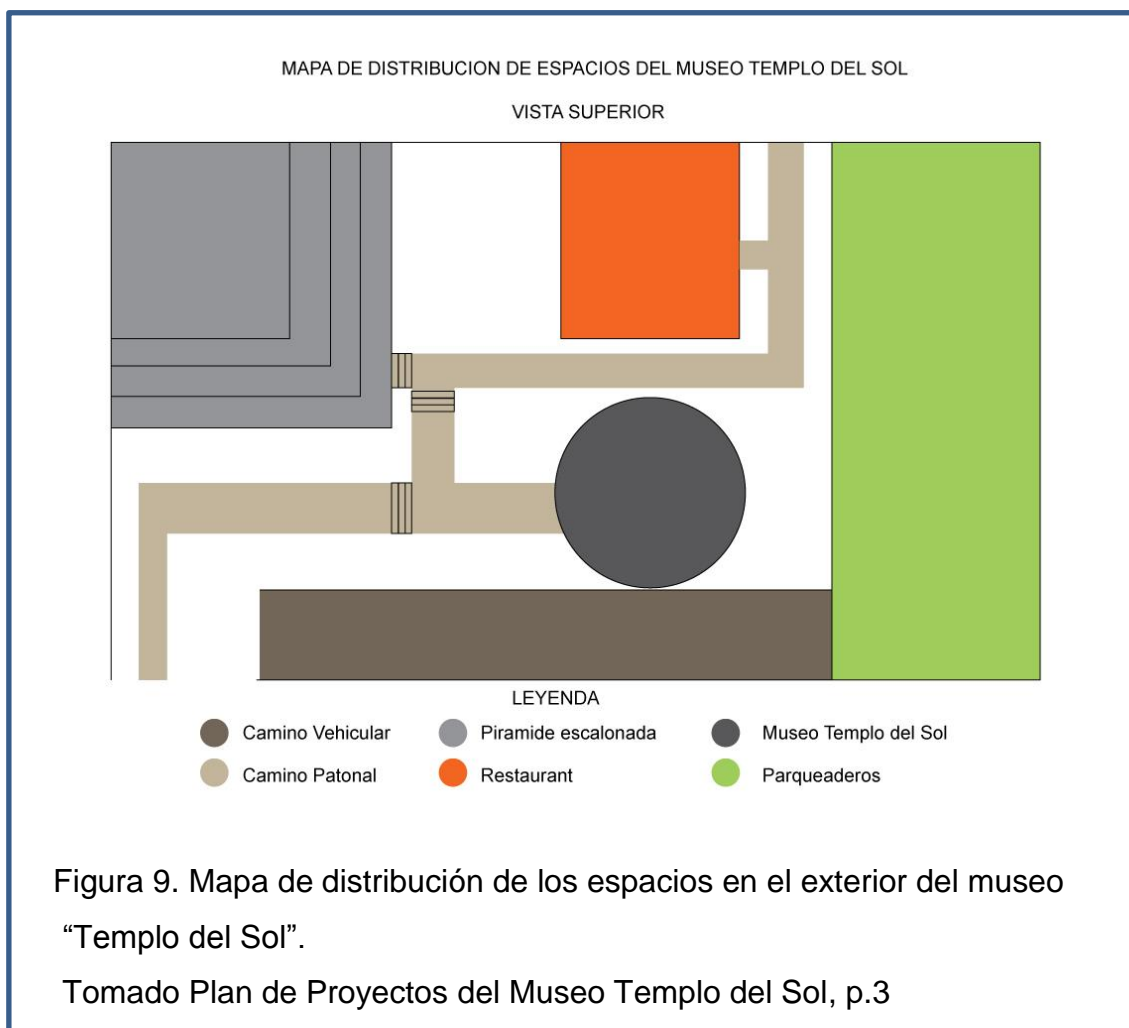 MAPA DE DISTRIBUCION DE ESPACIOS DEL MUSEO TEMPLO DEL SOL
VISTA SUPERIOR
LEYENDA
Camino Vehicular
Piramide escalonada
Museo Templo del Sol
Camino Patonal
Restaurant
Parqueaderos
Figura 9. Mapa de distribución de los espacios en el exterior del museo
“Templo del Sol”.
Tomado Plan de Proyectos del Museo Templo del Sol, p.3